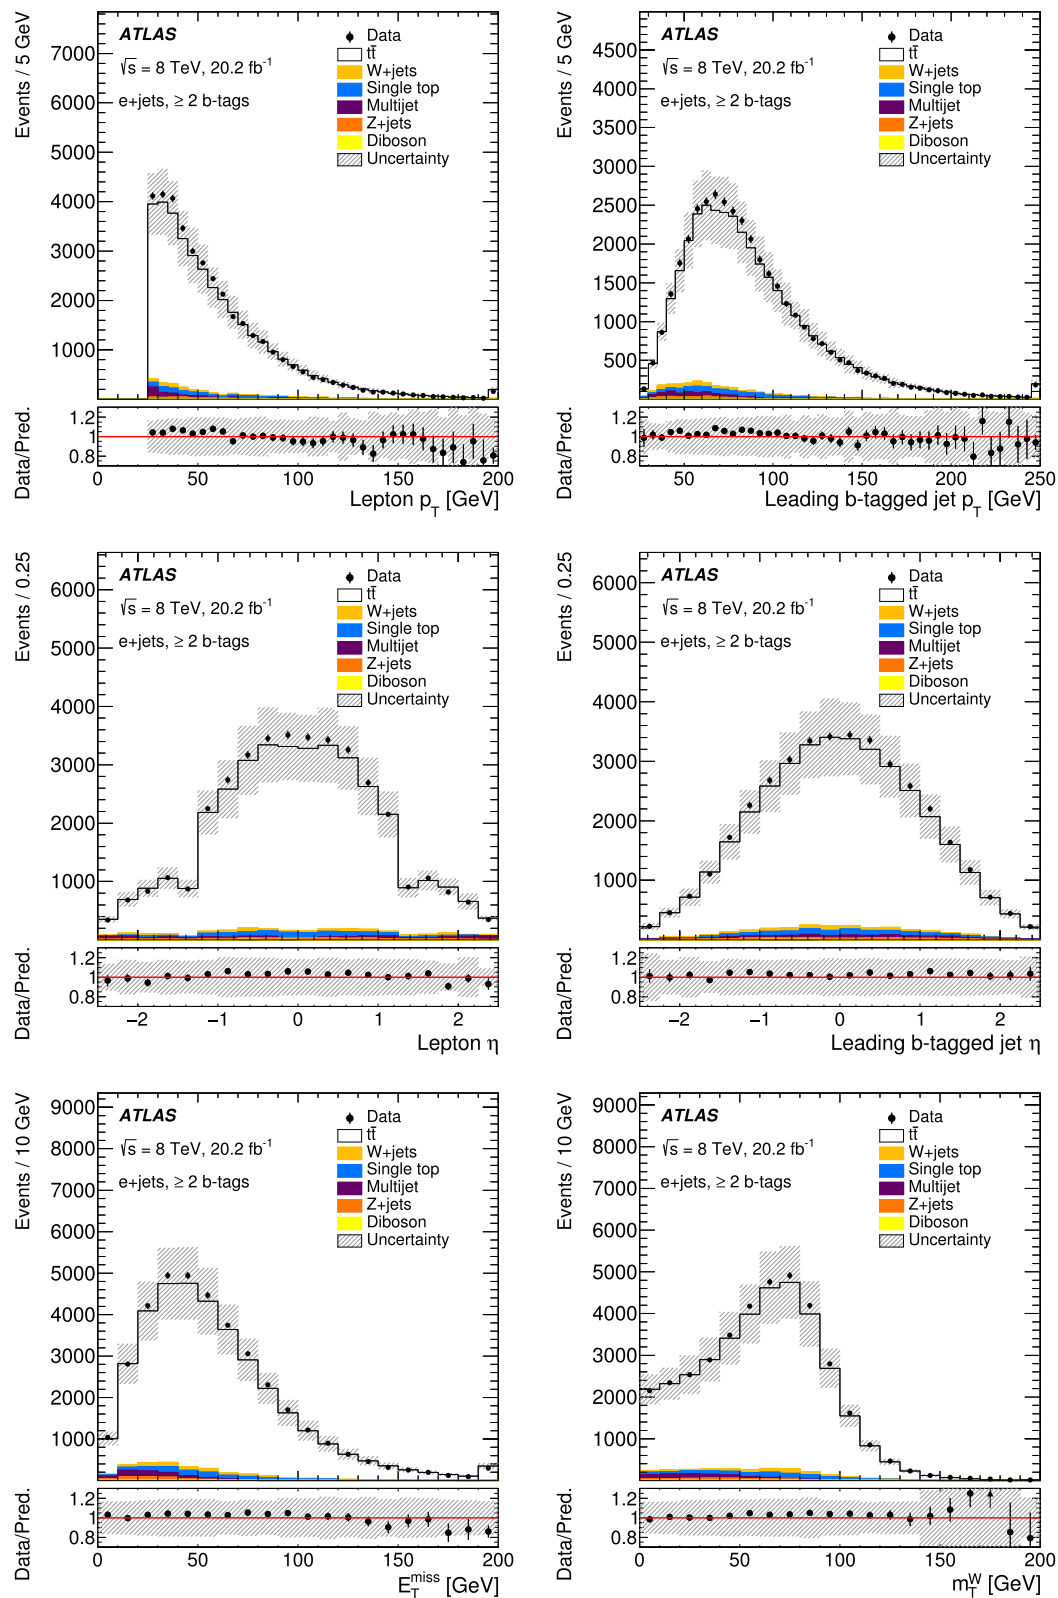 Events / 5 GeV
ATLAS
√s = 8 TeV, 20.2 fb⁻¹
e+jets, ≥ 2 b-tags
Data
tt̄
W+jets
Single top
Multijet
Z+jets
Diboson
Uncertainty
7000
6000
5000
4000
3000
2000
1000
Data/Pred.
1.2
1
0.8
0 50 100 150 200
Lepton p_T [GeV]
Events / 5 GeV
ATLAS
√s = 8 TeV, 20.2 fb⁻¹
e+jets, ≥ 2 b-tags
Data
tt̄
W+jets
Single top
Multijet
Z+jets
Diboson
Uncertainty
4500
4000
3500
3000
2500
2000
1500
1000
500
Data/Pred.
1.2
1
0.8
50 100 150 200 250
Leading b-tagged jet p_T [GeV]
Events / 0.25
ATLAS
√s = 8 TeV, 20.2 fb⁻¹
e+jets, ≥ 2 b-tags
Data
tt̄
W+jets
Single top
Multijet
Z+jets
Diboson
Uncertainty
6000
5000
4000
3000
2000
1000
Data/Pred.
1.2
1
0.8
−2 −1 0 1 2
Lepton η
Events / 0.25
ATLAS
√s = 8 TeV, 20.2 fb⁻¹
e+jets, ≥ 2 b-tags
Data
tt̄
W+jets
Single top
Multijet
Z+jets
Diboson
Uncertainty
6000
5000
4000
3000
2000
1000
Data/Pred.
1.2
1
0.8
−2 −1 0 1 2
Leading b-tagged jet η
Events / 10 GeV
ATLAS
√s = 8 TeV, 20.2 fb⁻¹
e+jets, ≥ 2 b-tags
Data
tt̄
W+jets
Single top
Multijet
Z+jets
Diboson
Uncertainty
9000
8000
7000
6000
5000
4000
3000
2000
1000
Data/Pred.
1.2
1
0.8
0 50 100 150 200
E_T^miss [GeV]
Events / 10 GeV
ATLAS
√s = 8 TeV, 20.2 fb⁻¹
e+jets, ≥ 2 b-tags
Data
tt̄
W+jets
Single top
Multijet
Z+jets
Diboson
Uncertainty
9000
8000
7000
6000
5000
4000
3000
2000
1000
Data/Pred.
1.2
1
0.8
0 50 100 150 200
m_T^W [GeV]